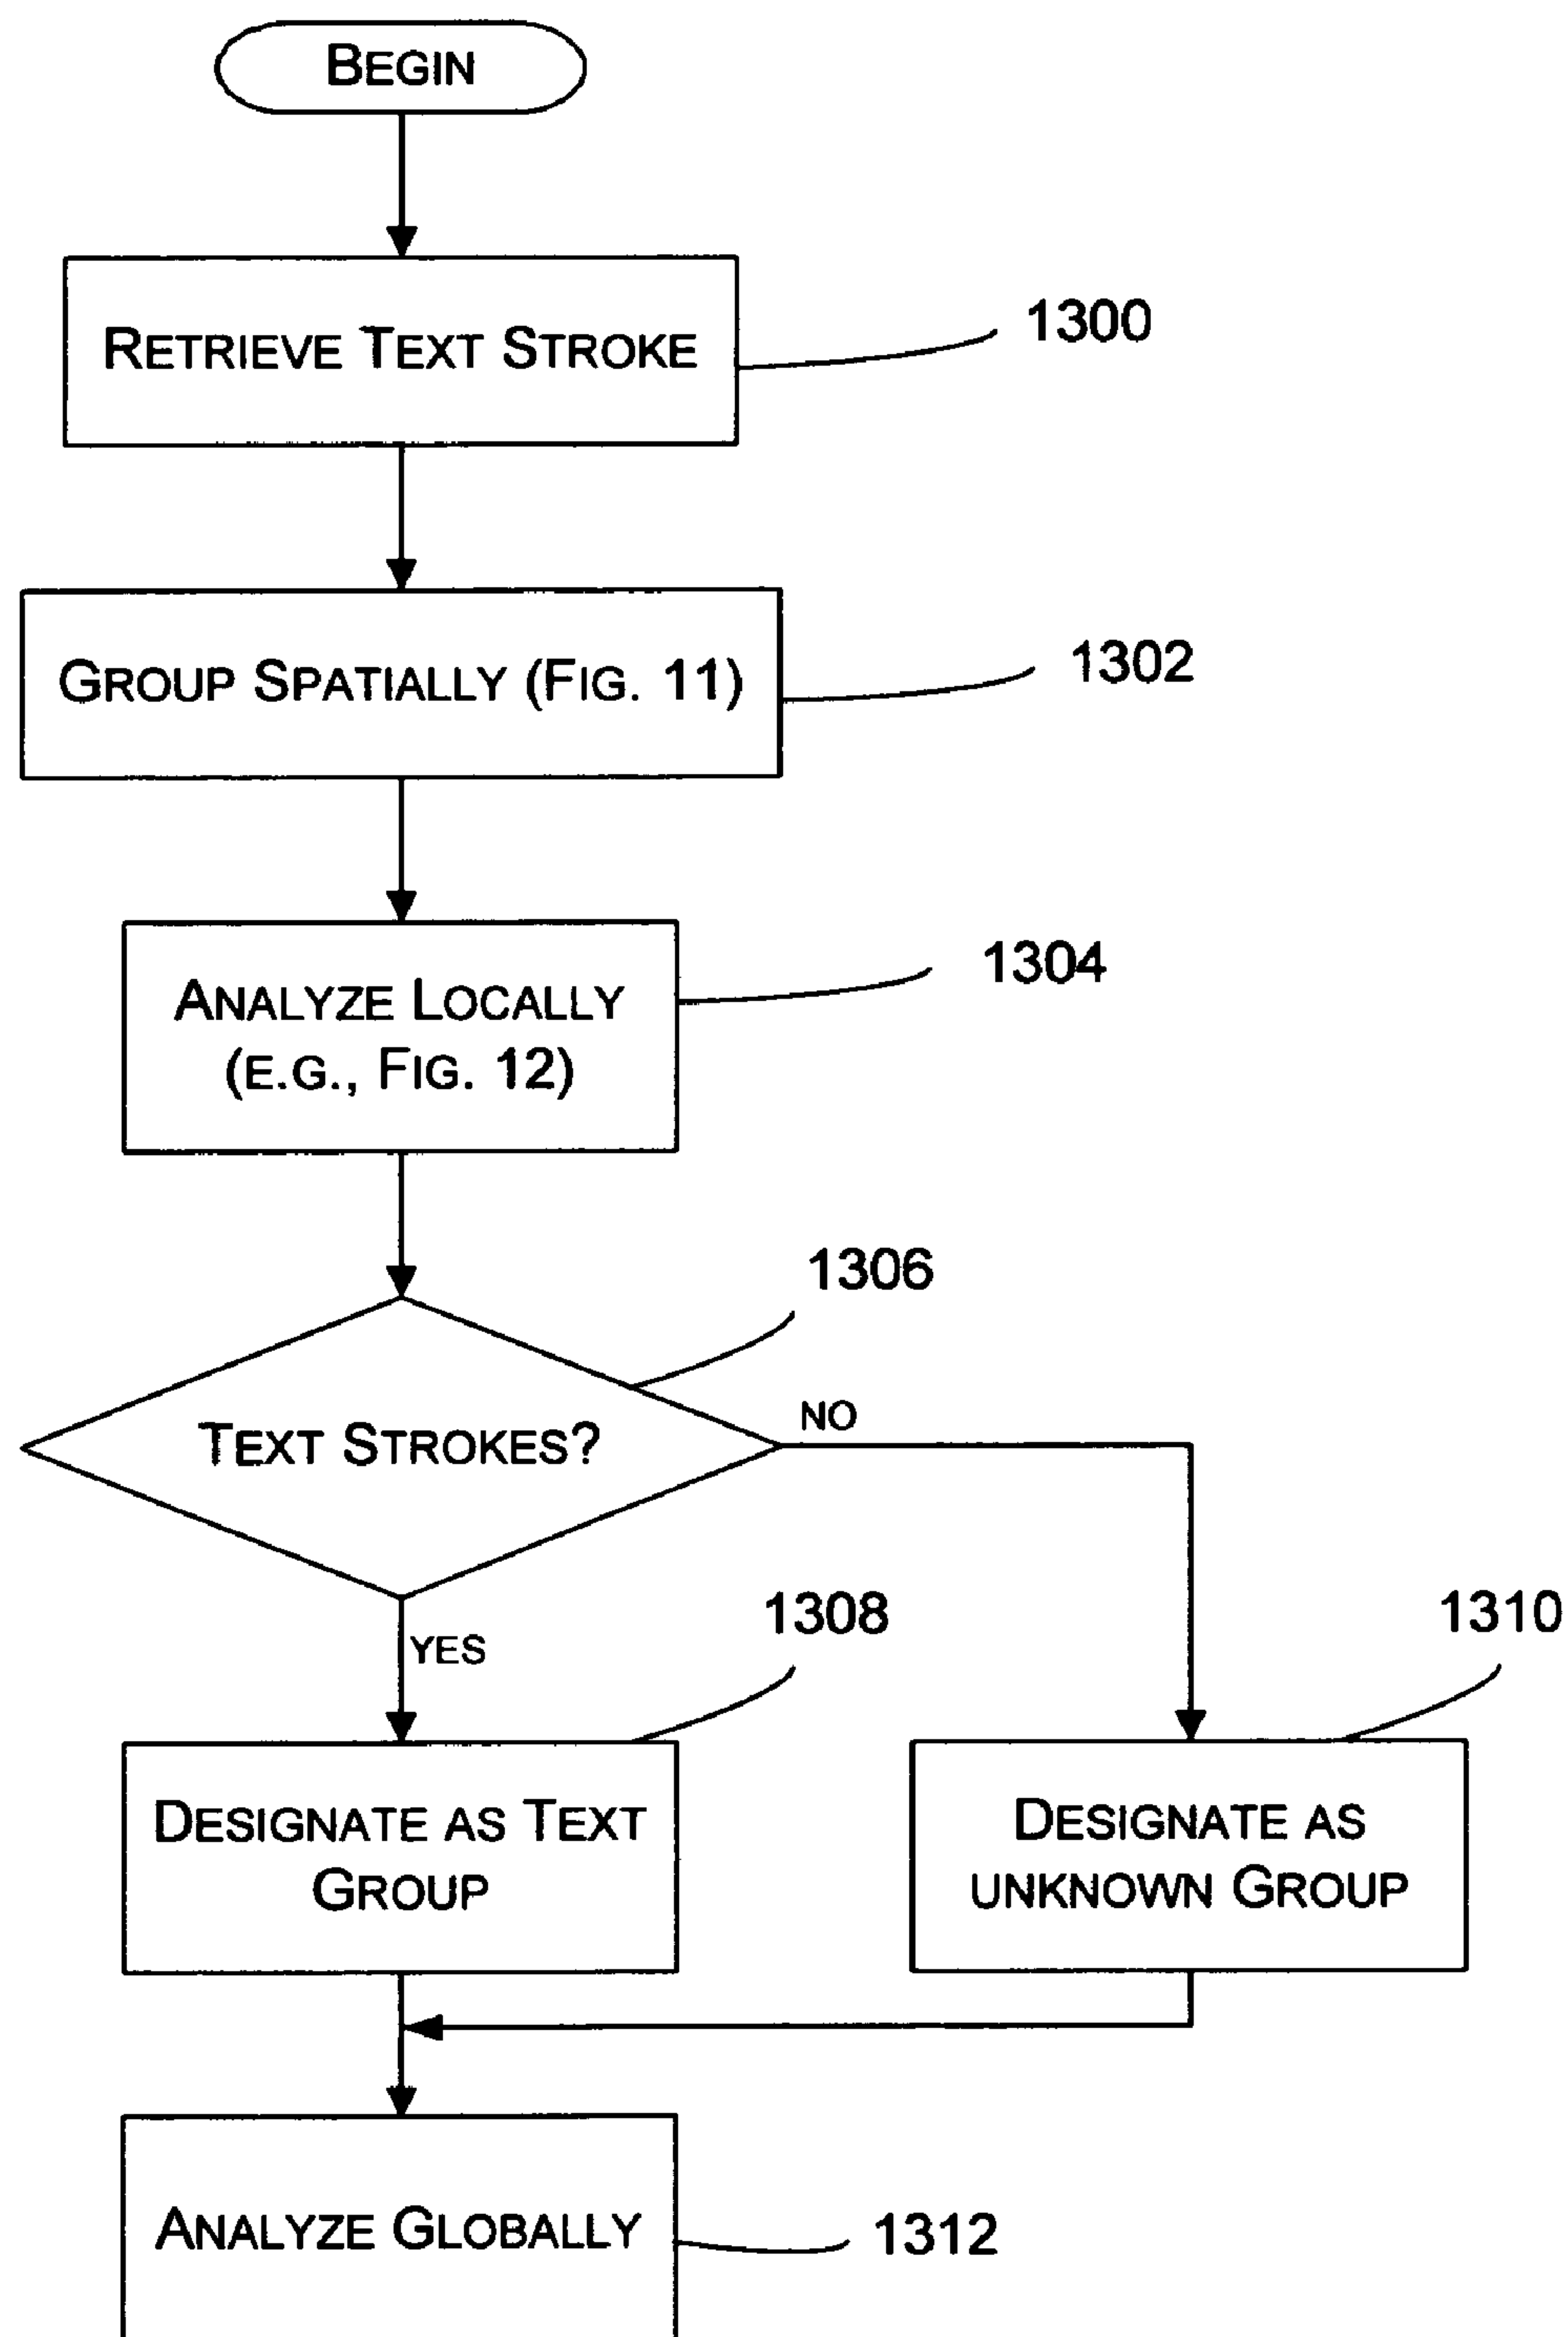 BEGIN
RETRIEVE TEXT STROKE
1300
GROUP SPATIALLY (FIG. 11)
1302
ANALYZE LOCALLY
(E.G., FIG. 12)
1304
1306
TEXT STROKES?
NO
YES
1308
1310
DESIGNATE AS TEXT
GROUP
DESIGNATE AS
UNKNOWN GROUP
ANALYZE GLOBALLY
1312